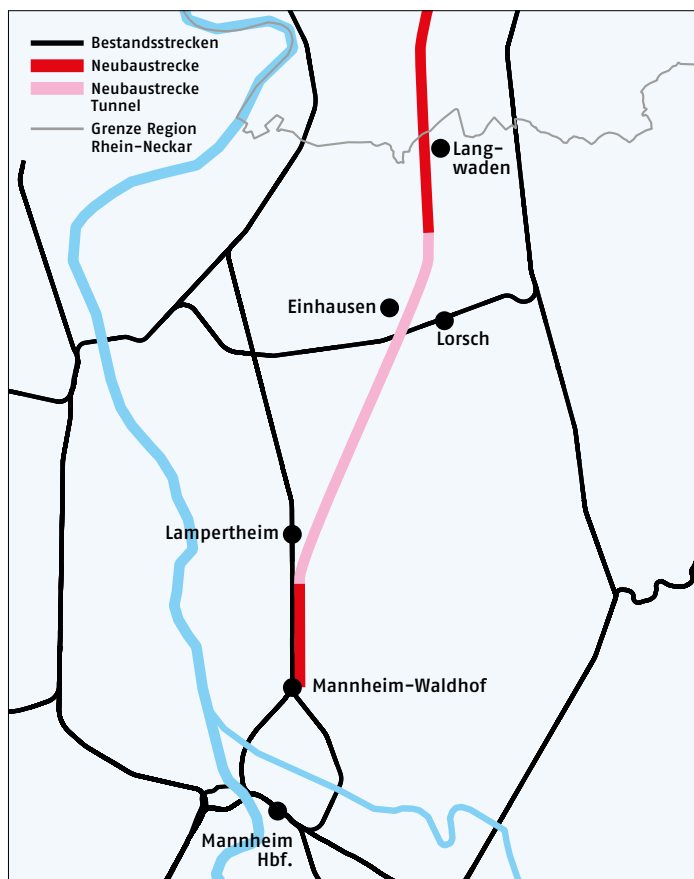 Bestandsstrecken
Neubaustrecke
Neubaustrecke
Tunnel
Grenze Region
Rhein-Neckar
Lang-
waden
Einhausen
Lorsch
Lampertheim
Mannheim-Waldhof
Mannheim
Hbf.